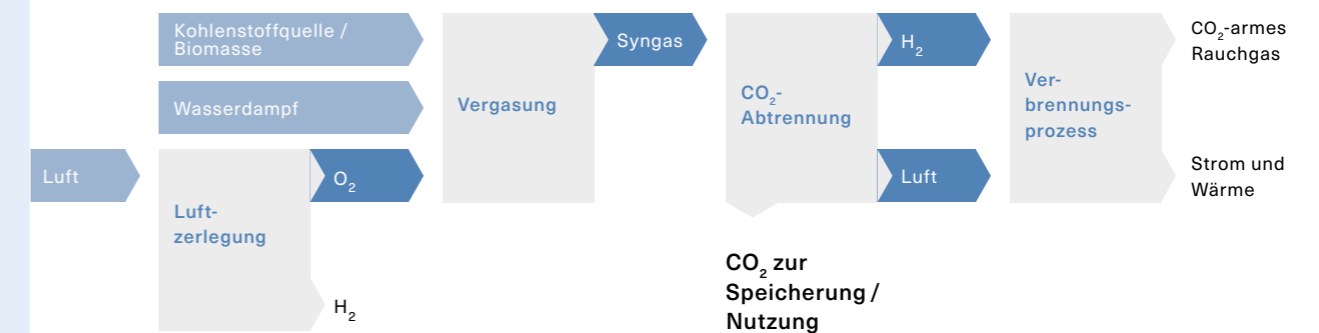 Kohlenstoffquelle /
Biomasse
Wasserdampf
Luft
Luft-
zerlegung
O₂
H₂
Vergasung
Syngas
CO₂-
Abtrennung
CO₂ zur
Speicherung /
Nutzung
H₂
Luft
Ver-
brennungs-
prozess
CO₂-armes
Rauchgas
Strom und
Wärme